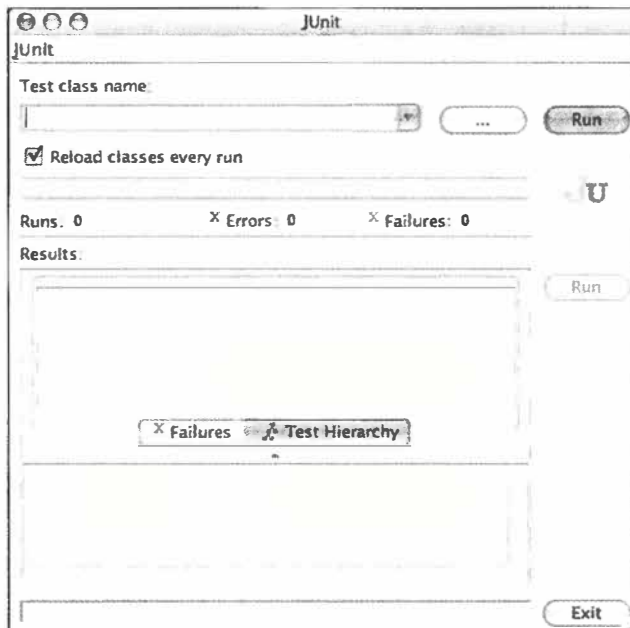 JUnit
JUnit
Test class name:
... Run
Reload classes every run
JU
Runs. 0 X Errors: 0 X Failures: 0
Results:
Run
X Failures Test Hierarchy
Exit